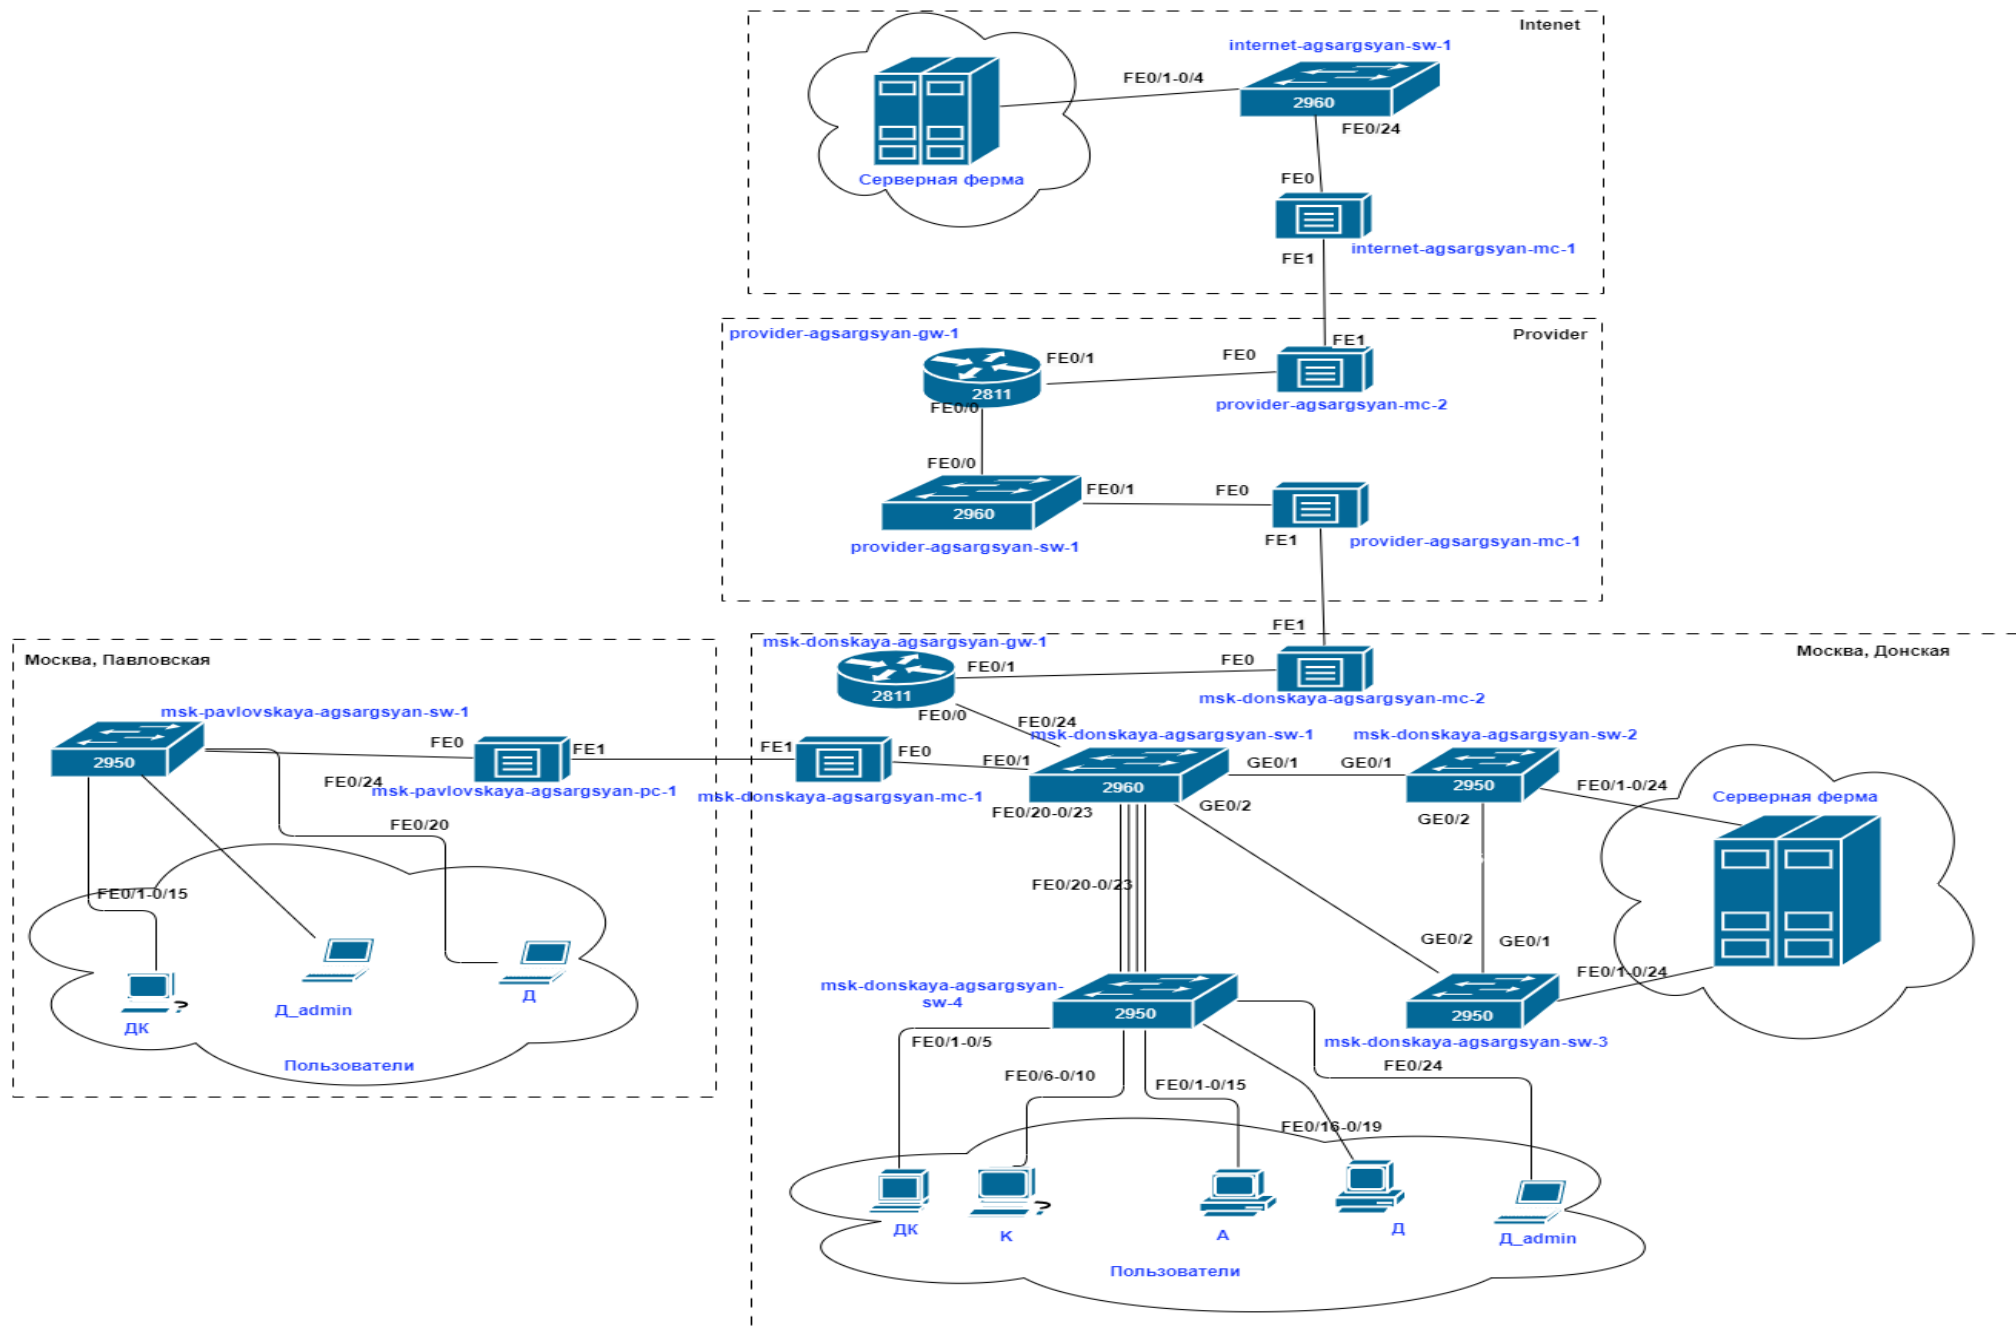 Intenet
internet-agsargsyan-sw-1
FE0/1-0/4
2960
FE0/24
Серверная ферма
FE0
internet-agsargsyan-mc-1
FE1
provider-agsargsyan-gw-1
Provider
FE1
FE0/1
FE0
2811
FE0/0
provider-agsargsyan-mc-2
FE0/0
FE0/1
FE0
2960
provider-agsargsyan-sw-1
FE1
provider-agsargsyan-mc-1
FE1
Москва, Павловская
msk-pavlovskaya-agsargsyan-sw-1
2950
FE0
FE1
FE0/24
msk-pavlovskaya-agsargsyan-pc-1
FE0/20
FE0/1-0/15
ДК
Д_admin
Д
Пользователи
msk-donskaya-agsargsyan-gw-1
Москва, Донская
FE0/1
FE0
2811
msk-donskaya-agsargsyan-mc-2
FE0/0
FE0/24
msk-donskaya-agsargsyan-sw-1
msk-donskaya-agsargsyan-sw-2
FE1
FE0
FE0/1
GE0/1
GE0/1
msk-donskaya-agsargsyan-mc-1
2960
2950
FE0/1-0/24
Серверная ферма
FE0/20-0/23
GE0/2
GE0/2
FE0/20-0/23
GE0/2
GE0/1
FE0/1-0/24
msk-donskaya-agsargsyan-
sw-4
2950
2950
msk-donskaya-agsargsyan-sw-3
FE0/1-0/5
FE0/6-0/10
FE0/1-0/15
FE0/24
FE0/16-0/19
ДК
К
А
Д
Д_admin
Пользователи